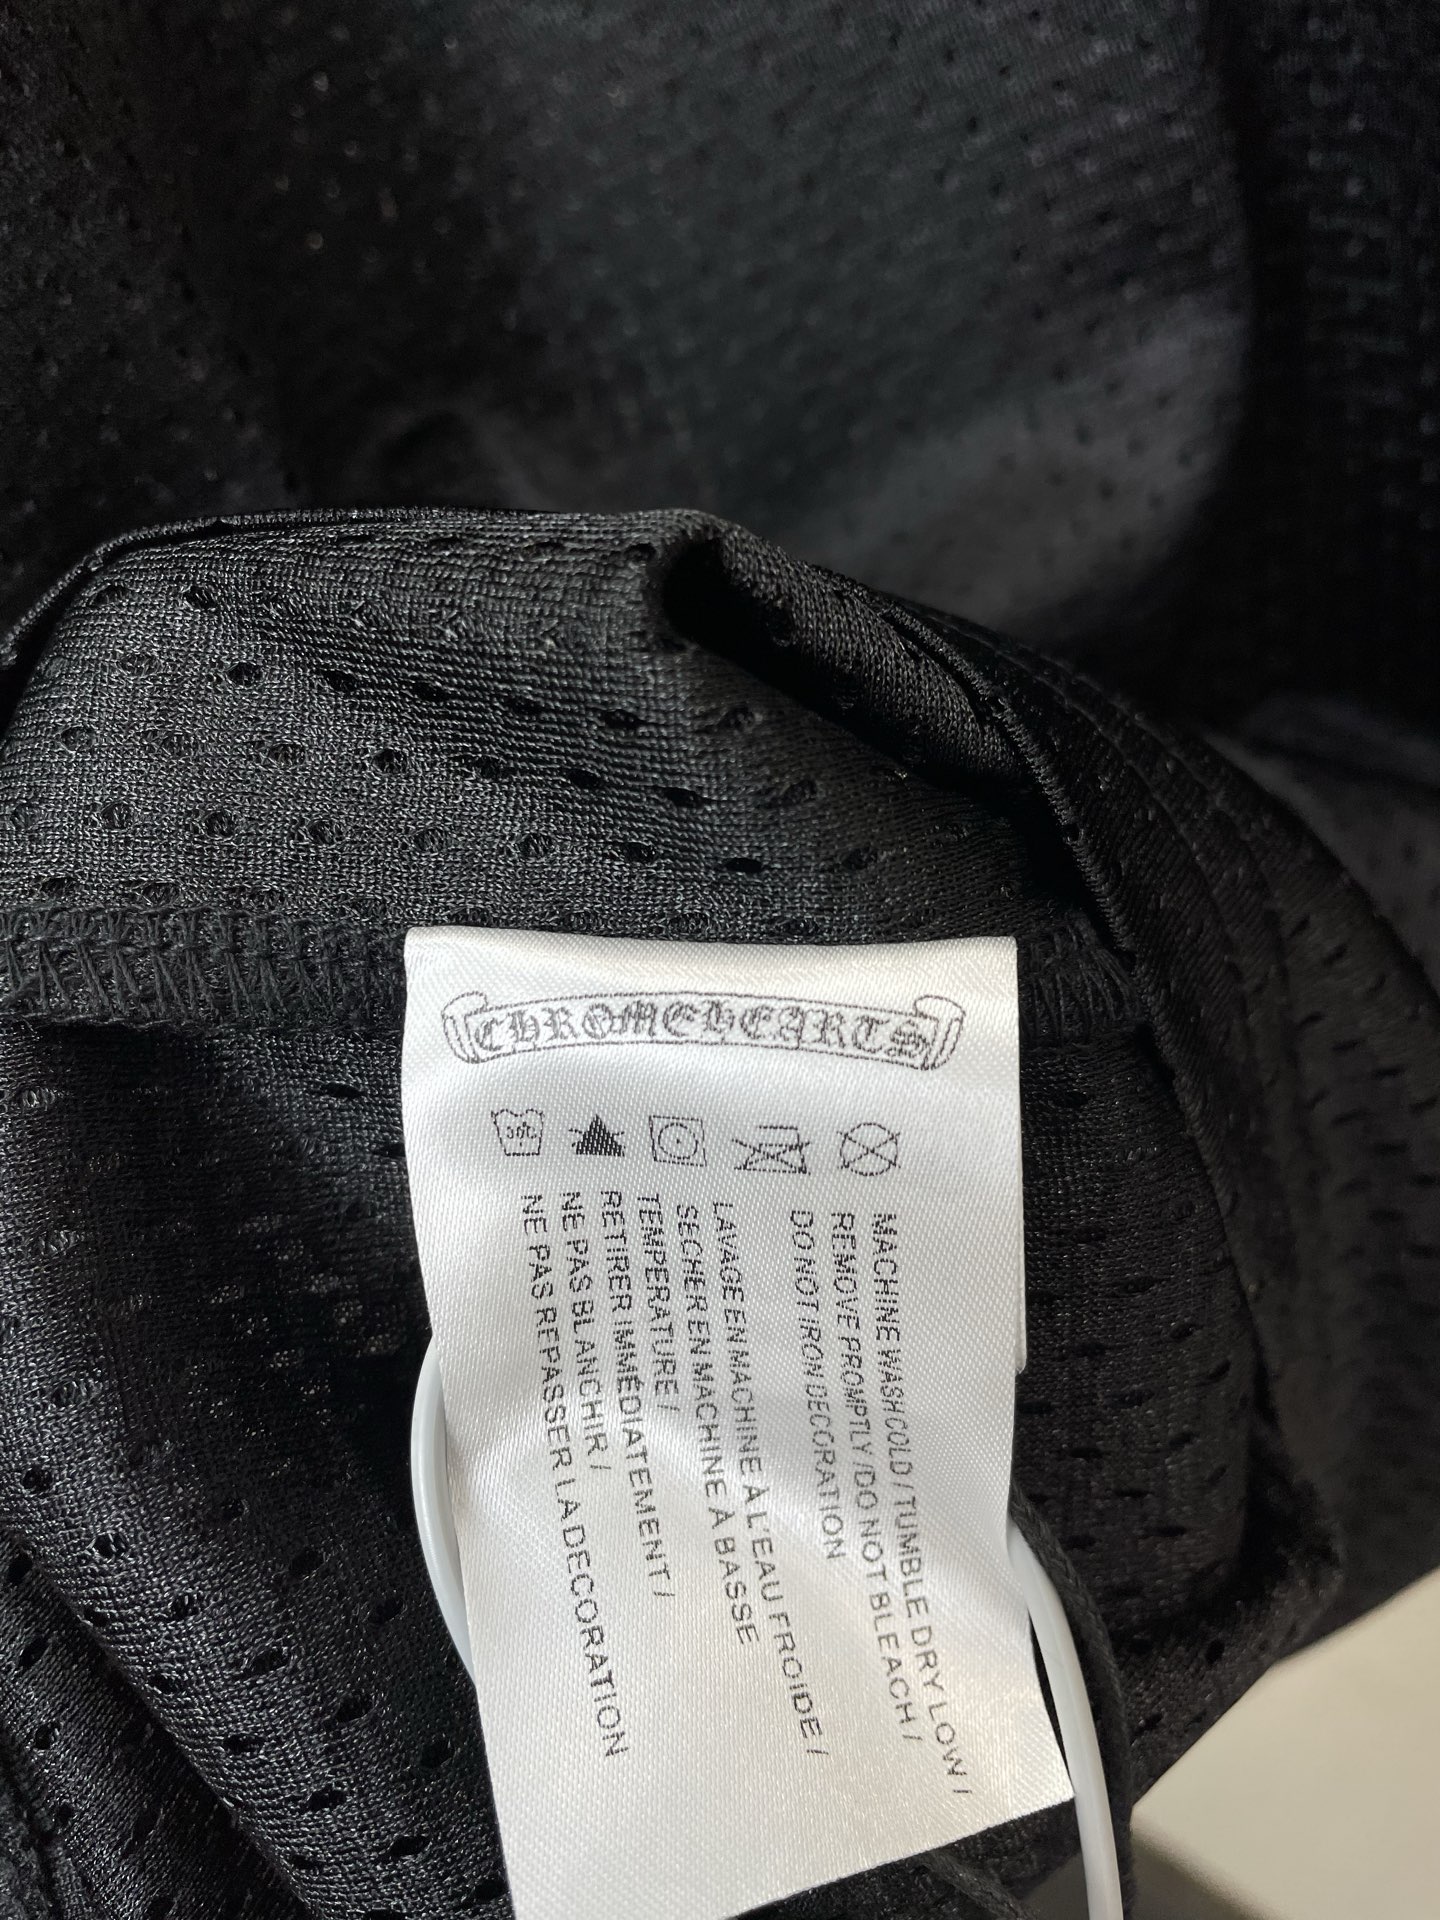 CHROMEHEARTS
30°C
MACHINE WASH COLD / TUMBLE DRY LOW /
REMOVE PROMPTLY / DO NOT BLEACH /
DO NOT IRON DECORATION
LAVAGE EN MACHINE À L'EAU FROIDE /
SECHER EN MACHINE À BASSE
TEMPERATURE /
RETIRER IMMÉDIATEMENT /
NE PAS BLANCHIR /
NE PAS REPASSER LA DECORATION